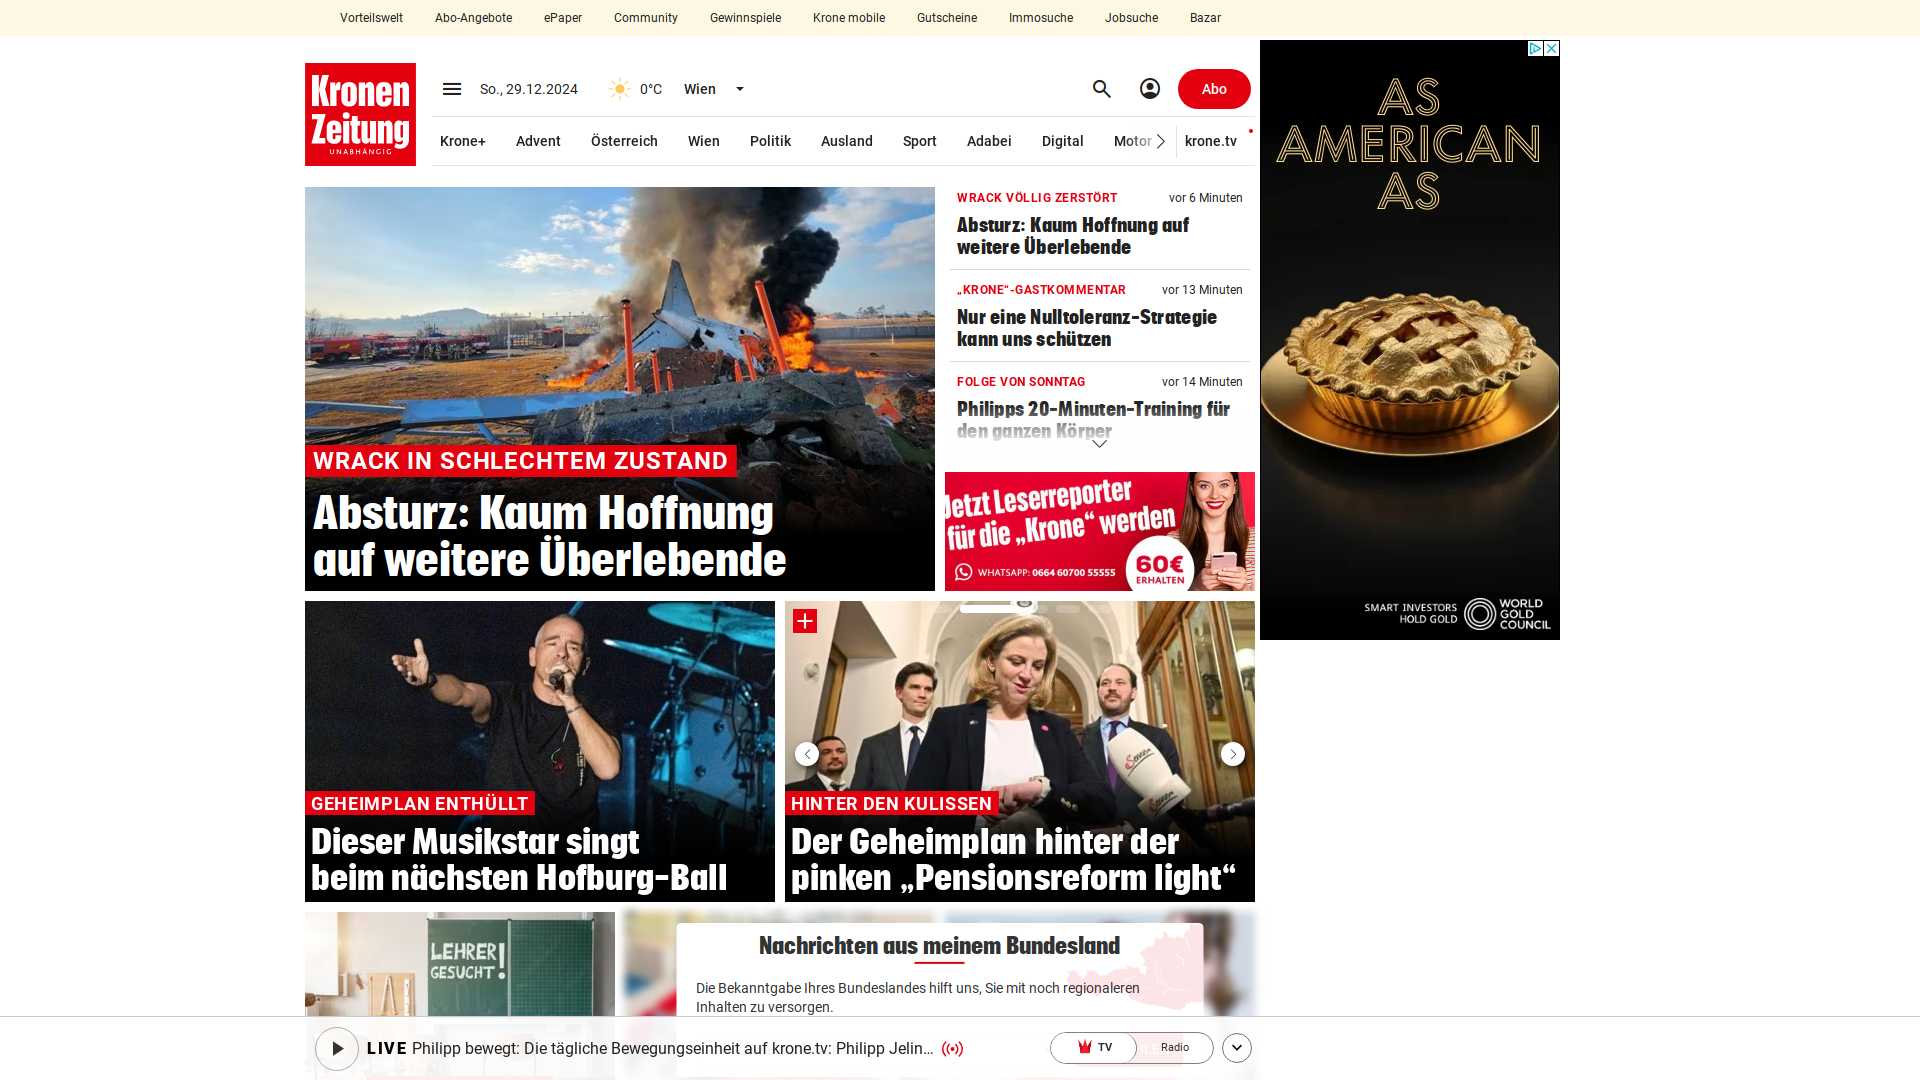 Vorteilswelt Abo-Angebote ePaper Community Gewinnspiele Krone mobile Gutscheine Immosuche Jobsuche Bazar
Kronen
Zeitung
UNABHÄNGIG
So., 29.12.2024 0°C Wien Abo
Krone+ Advent Österreich Wien Politik Ausland Sport Adabei Digital Motor krone.tv
WRACK IN SCHLECHTEM ZUSTAND
Absturz: Kaum Hoffnung
auf weitere Überlebende
WRACK VÖLLIG ZERSTÖRT vor 6 Minuten
Absturz: Kaum Hoffnung auf
weitere Überlebende
„KRONE“-GASTKOMMENTAR vor 13 Minuten
Nur eine Nulltoleranz-Strategie
kann uns schützen
FOLGE VON SONNTAG vor 14 Minuten
Philipps 20-Minuten-Training für
den ganzen Körper
Jetzt Leserreporter
für die „Krone“ werden
WHATSAPP: 0664 60700 55555
60€
ERHALTEN
AS
AMERICAN
AS
SMART INVESTORS
HOLD GOLD
WORLD
GOLD
COUNCIL
GEHEIMPLAN ENTHÜLLT
Dieser Musikstar singt
beim nächsten Hofburg-Ball
HINTER DEN KULISSEN
Der Geheimplan hinter der
pinken „Pensionsreform light“
LEHRER
GESUCHT!
Nachrichten aus meinem Bundesland
Die Bekanntgabe Ihres Bundeslandes hilft uns, Sie mit noch regionaleren
Inhalten zu versorgen.
LIVE Philipp bewegt: Die tägliche Bewegungseinheit auf krone.tv: Philipp Jelin... TV Radio